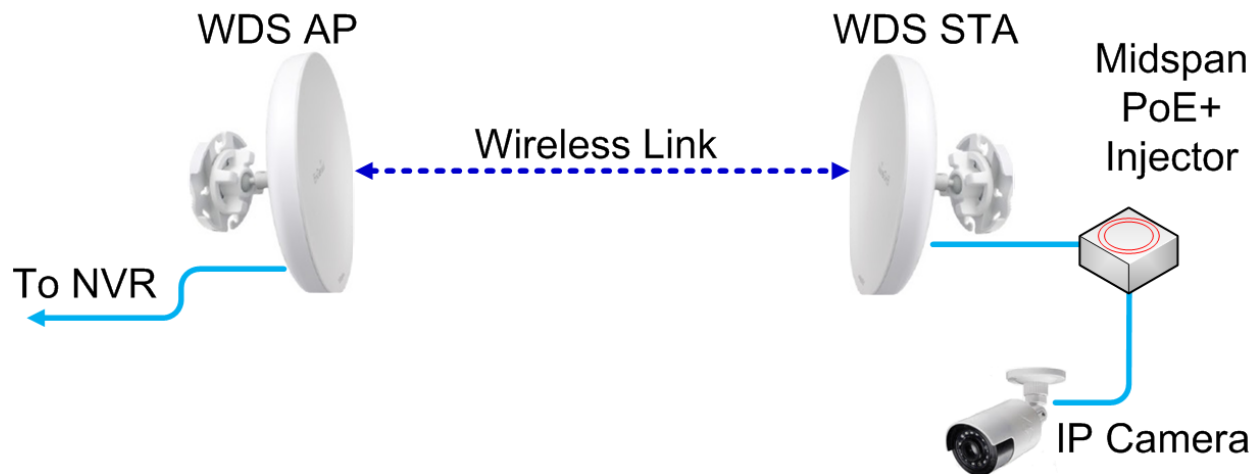 WDS AP
WDS STA
Midspan
PoE+
Injector
Wireless Link
To NVR
IP Camera